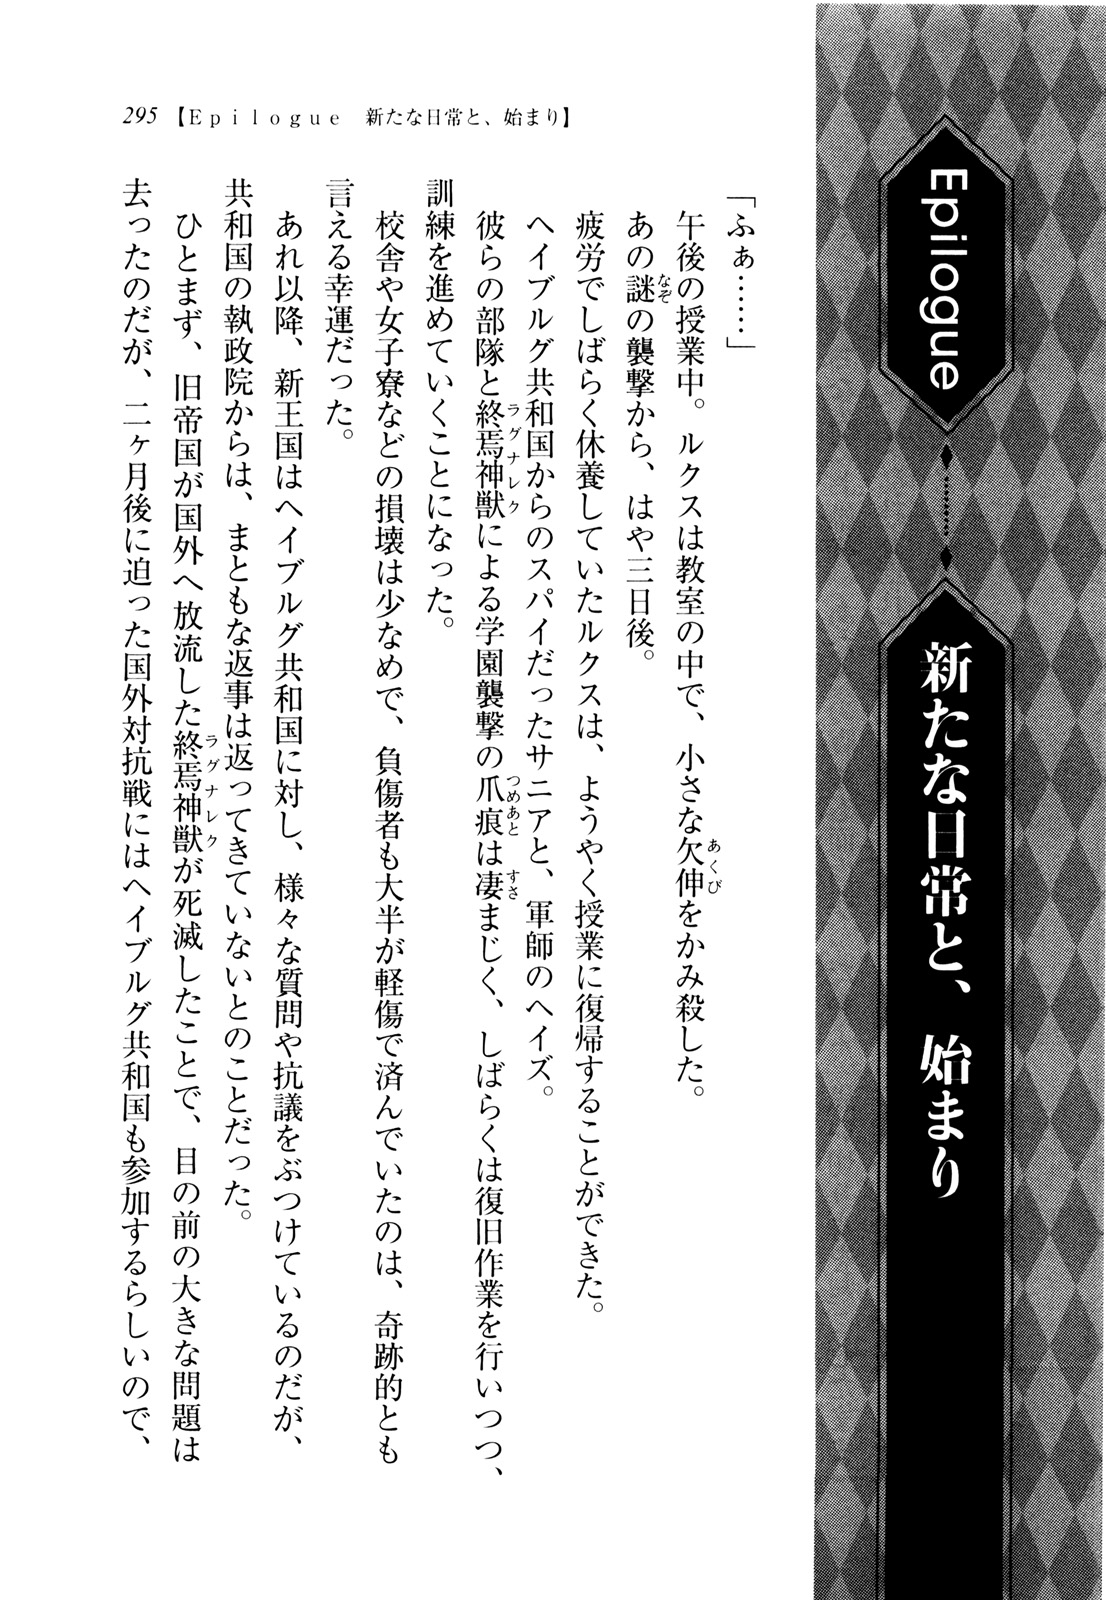 Epilogue
新たな日常と、 始まり
295【Epilogue 新たな日常と、始まり】
「ふぁ……」
午後の授業中。ルクスは教室の中で、小さな欠伸をかみ殺した。
あの謎の襲撃から、はや三日後。
疲労でしばらく休養していたルクスは、ようやく授業に復帰することができた。
ヘイブルグ共和国からのスパイだったサニアと、軍師のヘイズ。
彼らの部隊と終焉神獣による学園襲撃の爪痕は凄まじく、しばらくは復旧作業を行いつつ、
訓練を進めていくことになった。
校舎や女子寮などの損壊は少なめで、負傷者も大半が軽傷で済んでいたのは、奇跡的とも
言える幸運だった。
あれ以降、新王国はヘイブルグ共和国に対し、様々な質問や抗議をぶつけているのだが、
共和国の執政院からは、まともな返事は返ってきていないとのことだった。
ひとまず、旧帝国が国外へ放流した終焉神獣が死滅したことで、目の前の大きな問題は
去ったのだが、二ヶ月後に迫った国外対抗戦にはヘイブルグ共和国も参加するらしいので、